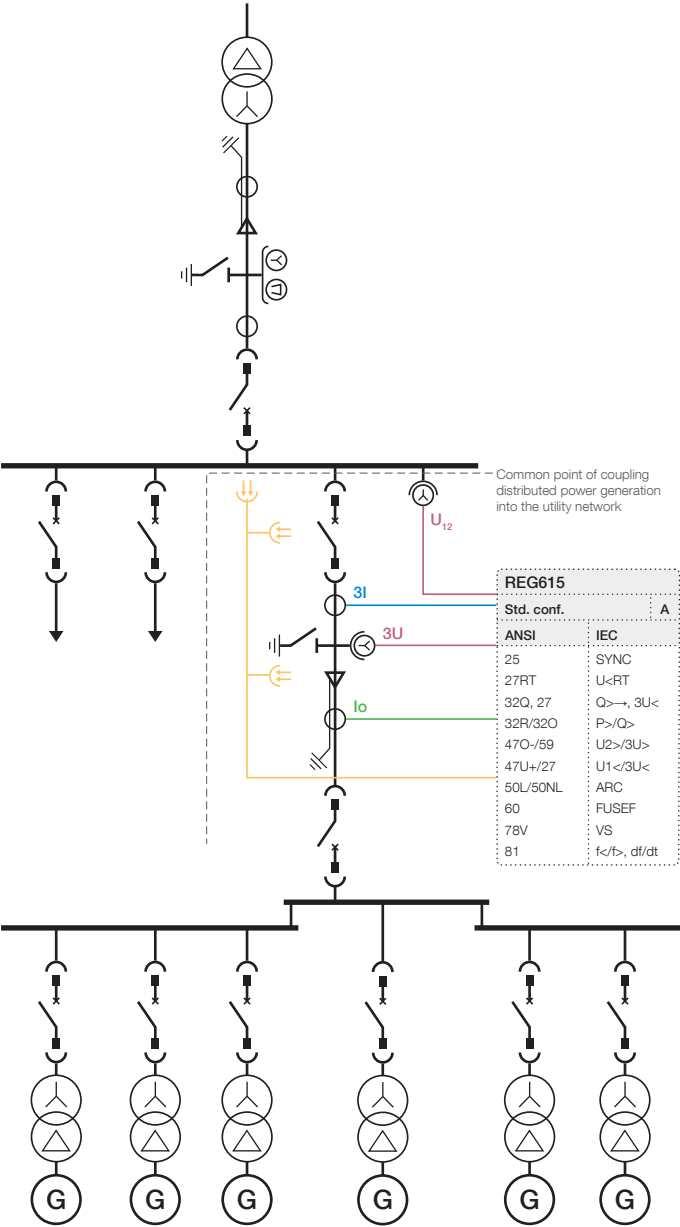 Common point of coupling
distributed power generation
into the utility network
U12
REG615
3I
Std. conf. A
ANSI IEC
3U
25 SYNC
27RT U<RT
32Q, 27 Q>→, 3U<
Io
32R/32O P>/Q>
47O-/59 U2>/3U>
47U+/27 U1</3U<
50L/50NL ARC
60 FUSEF
78V VS
81 f</f>, df/dt
G G G G G G